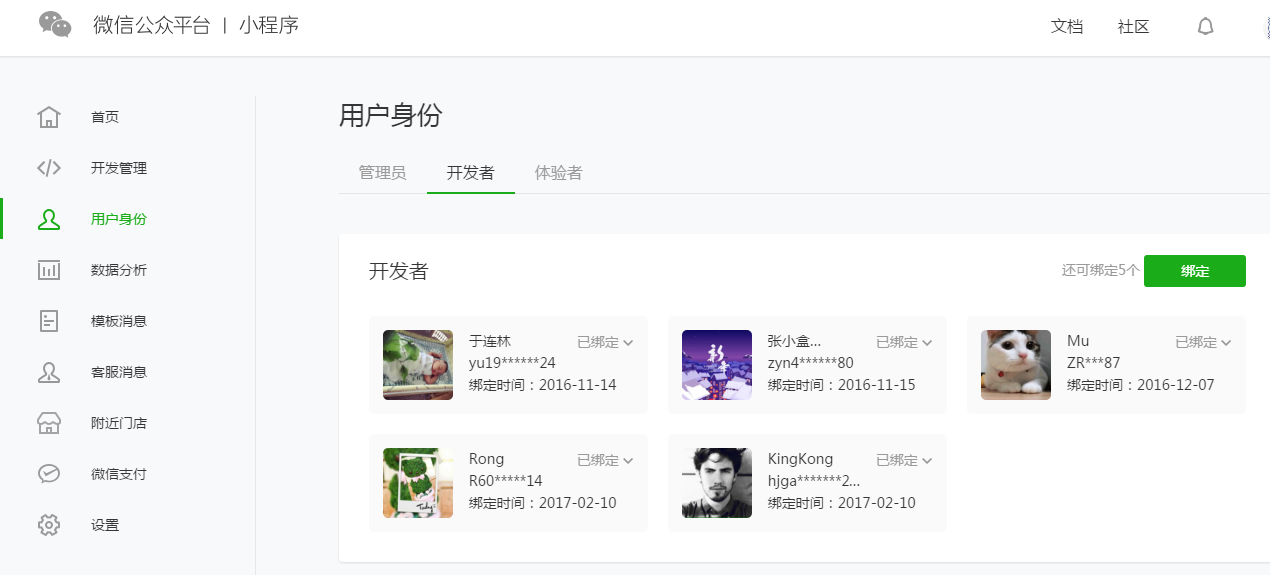 微信公众平台 | 小程序
文档
社区
首页
开发管理
用户身份
数据分析
模板消息
客服消息
附近门店
微信支付
设置
用户身份
管理员
开发者
体验者
开发者
还可绑定5个
绑定
于连林
已绑定
yu19******24
绑定时间：2016-11-14
张小盒...
已绑定
zyn4******80
绑定时间：2016-11-15
Mu
已绑定
ZR***87
绑定时间：2016-12-07
Rong
已绑定
R60*****14
绑定时间：2017-02-10
Today:
KingKong
已绑定
hjga*******2...
绑定时间：2017-02-10